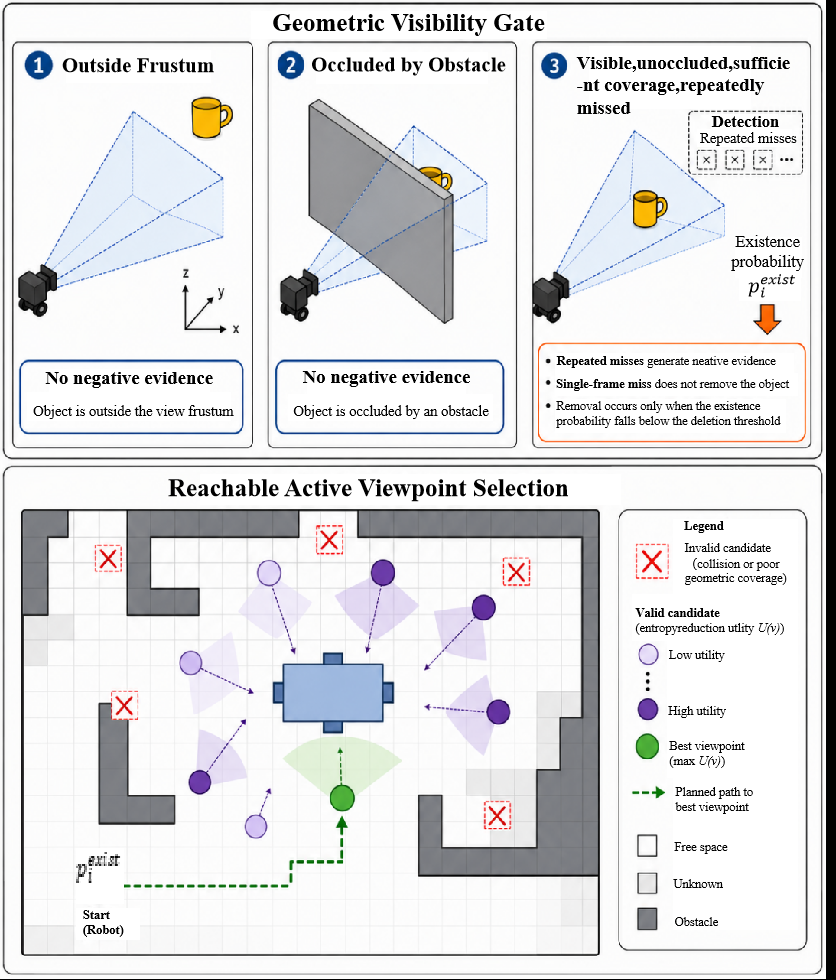 Geometric Visibility Gate
1 Outside Frustum
z
y
x
No negative evidence
Object is outside the view frustum
2 Occluded by Obstacle
No negative evidence
Object is occluded by an obstacle
3 Visible,unoccluded,sufficie
-nt coverage,repeatedly
missed
Detection
Repeated misses
× × × •••
Existence
probability
p_i^{exist}
• Repeated misses generate neative evidence
• Single-frame miss does not remove the object
• Removal occurs only when the existence
probability falls below the deletion threshold
Reachable Active Viewpoint Selection
p_i^{exist}
Start
(Robot)
Legend
Invalid candidate
(collision or poor
geometric coverage)
Valid candidate
(entropyreduction utlity U(v))
Low utility
High utility
Best viewpoint
(max U(v))
Planned path to
best viewpoint
Free space
Unknown
Obstacle